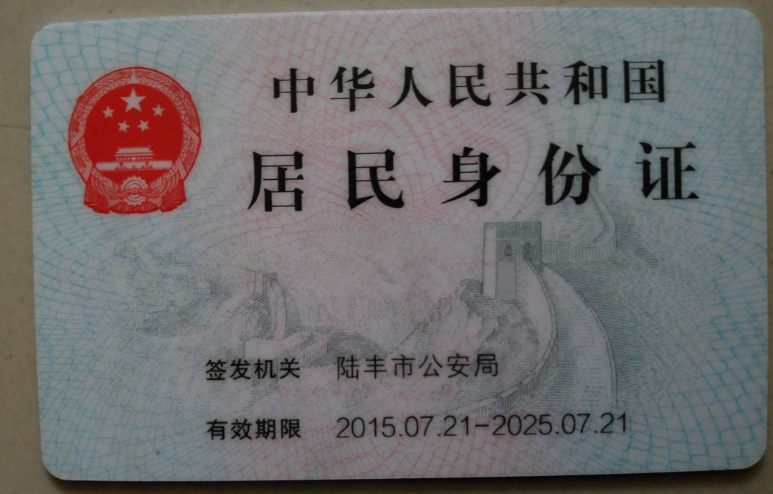 中华人民共和国
居民身份证
签发机关 陆丰市公安局
有效期限 2015.07.21-2025.07.21